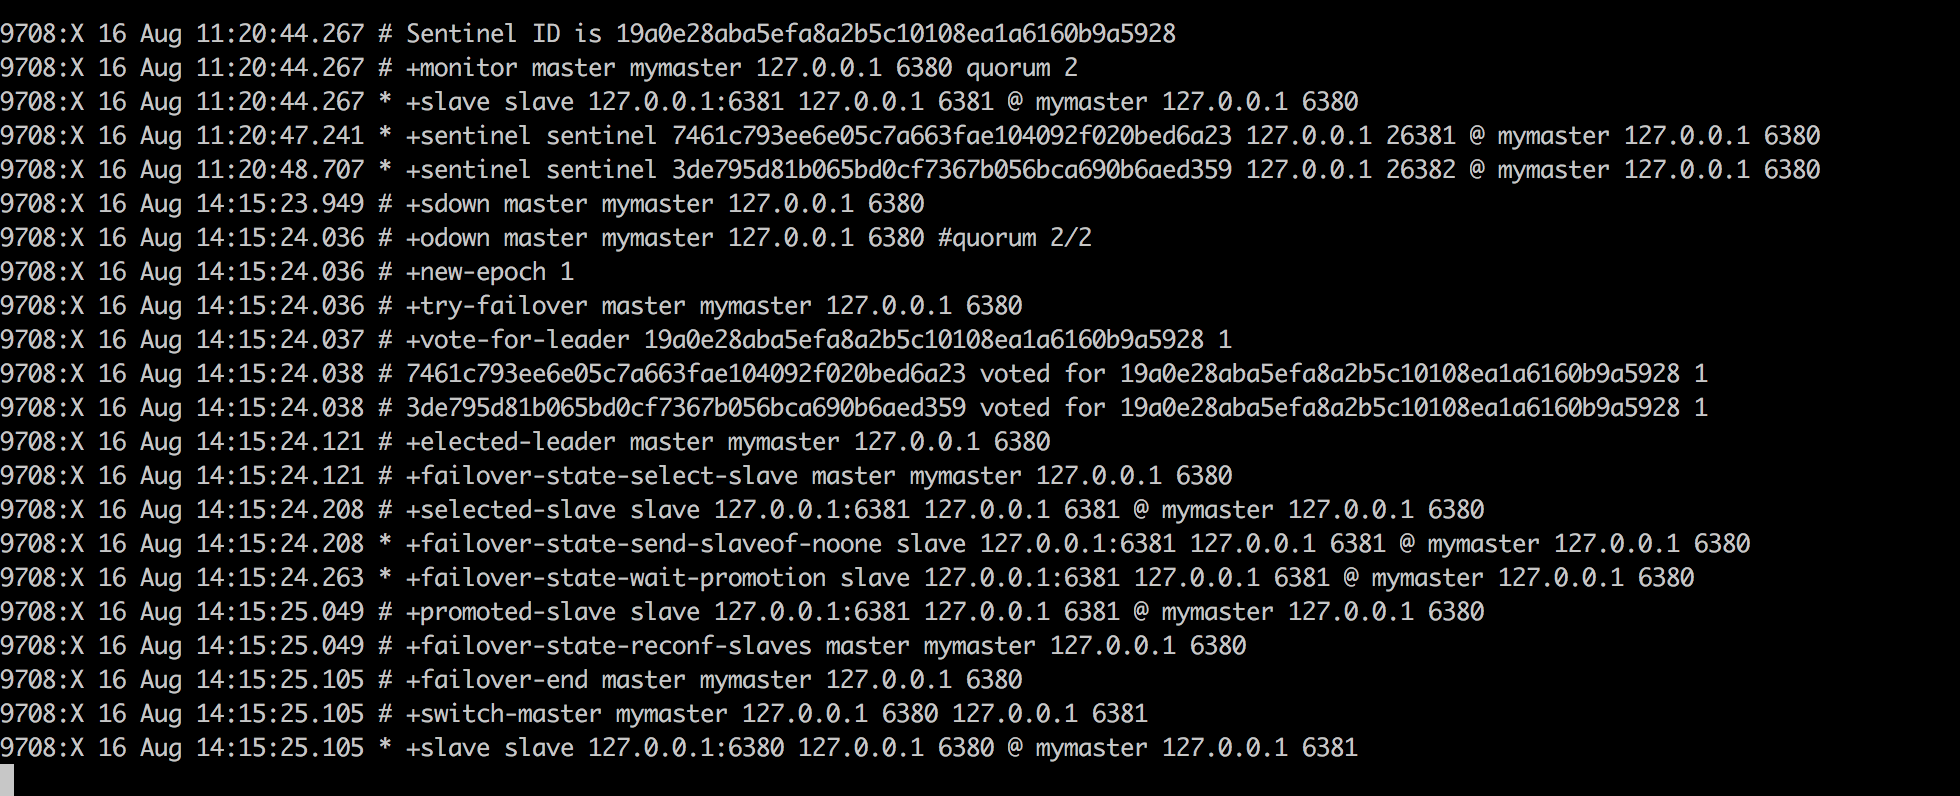 9708:X 16 Aug 11:20:44.267 # Sentinel ID is 19a0e28aba5efa8a2b5c10108ea1a6160b9a5928
9708:X 16 Aug 11:20:44.267 # +monitor master mymaster 127.0.0.1 6380 quorum 2
9708:X 16 Aug 11:20:44.267 * +slave slave 127.0.0.1:6381 127.0.0.1 6381 @ mymaster 127.0.0.1 6380
9708:X 16 Aug 11:20:47.241 * +sentinel sentinel 7461c793ee6e05c7a663fae104092f020bed6a23 127.0.0.1 26381 @ mymaster 127.0.0.1 6380
9708:X 16 Aug 11:20:48.707 * +sentinel sentinel 3de795d81b065bd0cf7367b056bca690b6aed359 127.0.0.1 26382 @ mymaster 127.0.0.1 6380
9708:X 16 Aug 14:15:23.949 # +sdown master mymaster 127.0.0.1 6380
9708:X 16 Aug 14:15:24.036 # +odown master mymaster 127.0.0.1 6380 #quorum 2/2
9708:X 16 Aug 14:15:24.036 # +new-epoch 1
9708:X 16 Aug 14:15:24.036 # +try-failover master mymaster 127.0.0.1 6380
9708:X 16 Aug 14:15:24.037 # +vote-for-leader 19a0e28aba5efa8a2b5c10108ea1a6160b9a5928 1
9708:X 16 Aug 14:15:24.038 # 7461c793ee6e05c7a663fae104092f020bed6a23 voted for 19a0e28aba5efa8a2b5c10108ea1a6160b9a5928 1
9708:X 16 Aug 14:15:24.038 # 3de795d81b065bd0cf7367b056bca690b6aed359 voted for 19a0e28aba5efa8a2b5c10108ea1a6160b9a5928 1
9708:X 16 Aug 14:15:24.121 # +elected-leader master mymaster 127.0.0.1 6380
9708:X 16 Aug 14:15:24.121 # +failover-state-select-slave master mymaster 127.0.0.1 6380
9708:X 16 Aug 14:15:24.208 # +selected-slave slave 127.0.0.1:6381 127.0.0.1 6381 @ mymaster 127.0.0.1 6380
9708:X 16 Aug 14:15:24.208 * +failover-state-send-slaveof-noone slave 127.0.0.1:6381 127.0.0.1 6381 @ mymaster 127.0.0.1 6380
9708:X 16 Aug 14:15:24.263 * +failover-state-wait-promotion slave 127.0.0.1:6381 127.0.0.1 6381 @ mymaster 127.0.0.1 6380
9708:X 16 Aug 14:15:25.049 # +promoted-slave slave 127.0.0.1:6381 127.0.0.1 6381 @ mymaster 127.0.0.1 6380
9708:X 16 Aug 14:15:25.049 # +failover-state-reconf-slaves master mymaster 127.0.0.1 6380
9708:X 16 Aug 14:15:25.105 # +failover-end master mymaster 127.0.0.1 6380
9708:X 16 Aug 14:15:25.105 # +switch-master mymaster 127.0.0.1 6380 127.0.0.1 6381
9708:X 16 Aug 14:15:25.105 * +slave slave 127.0.0.1:6380 127.0.0.1 6380 @ mymaster 127.0.0.1 6381